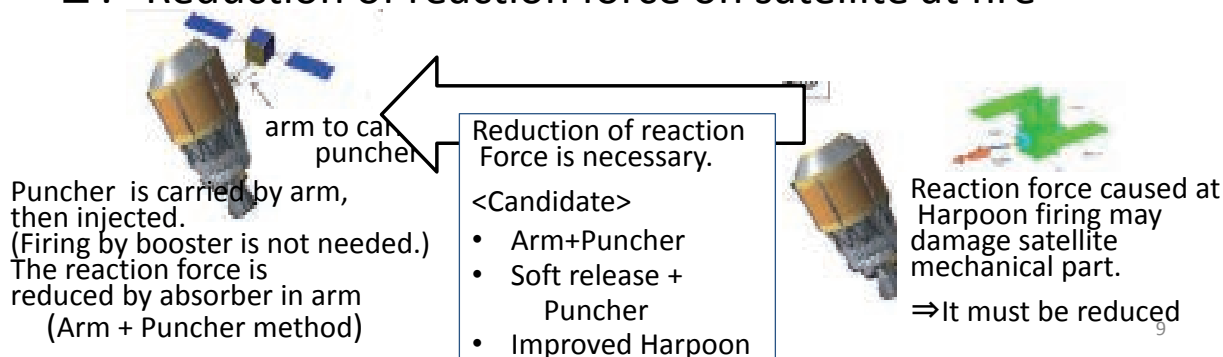 Reduction of reaction force on satellite at fire
arm to
puncher
Puncher is carried by arm,
then injected.
(Firing by booster is not needed.)
The reaction force is
reduced by absorber in arm
(Arm + Puncher method)
Reduction of reaction
Force is necessary.
<Candidate>
• Arm+Puncher
• Soft release +
Puncher
• Improved Harpoon
Reaction force caused at
Harpoon firing may
damage satellite
mechanical part.
⇒It must be reduced
9